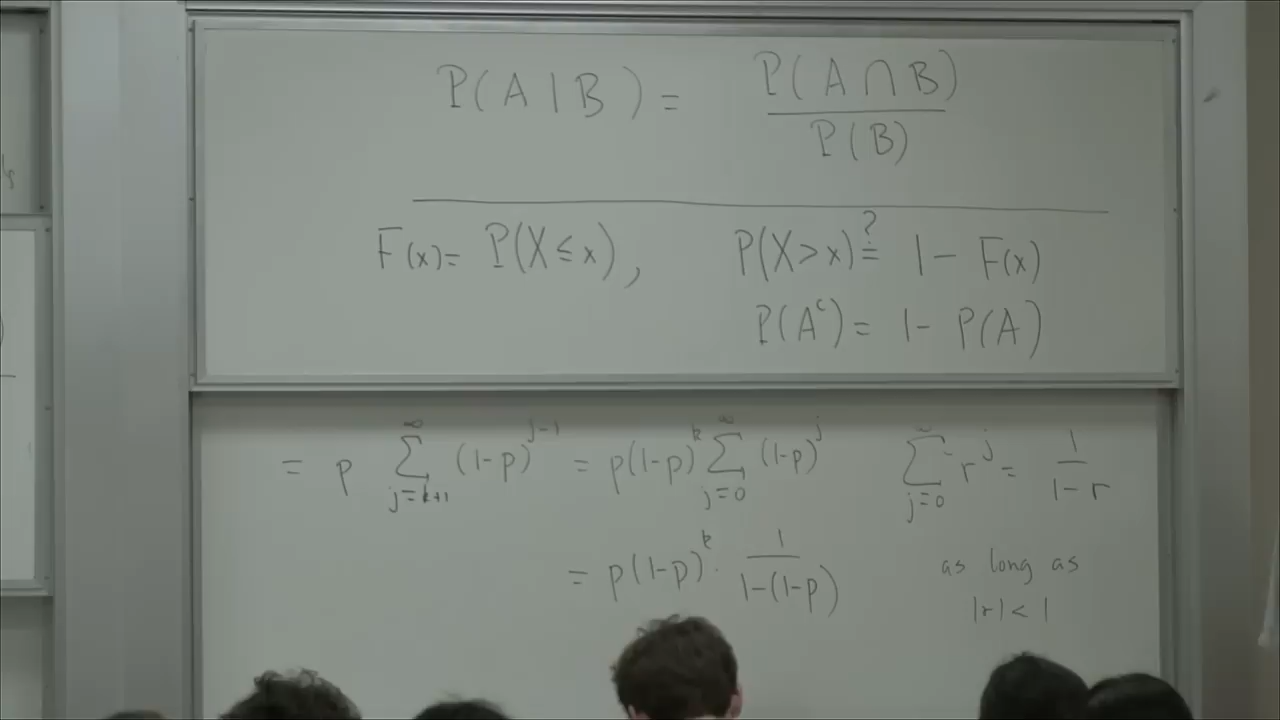 P(A | B) = P(A ∩ B) / P(B)
F(x) = P(X ≤ x), P(X > x) ≟ 1 - F(x)
P(A^c) = 1 - P(A)
= p ∑_{j=k+1}^{∞} (1-p)^{j-1} = p(1-p)^k ∑_{j=0}^{∞} (1-p)^j ∑_{j=0}^{∞} r^j = 1 / (1 - r)
= p(1-p)^k · 1 / (1-(1-p)) as long as
|r| < 1